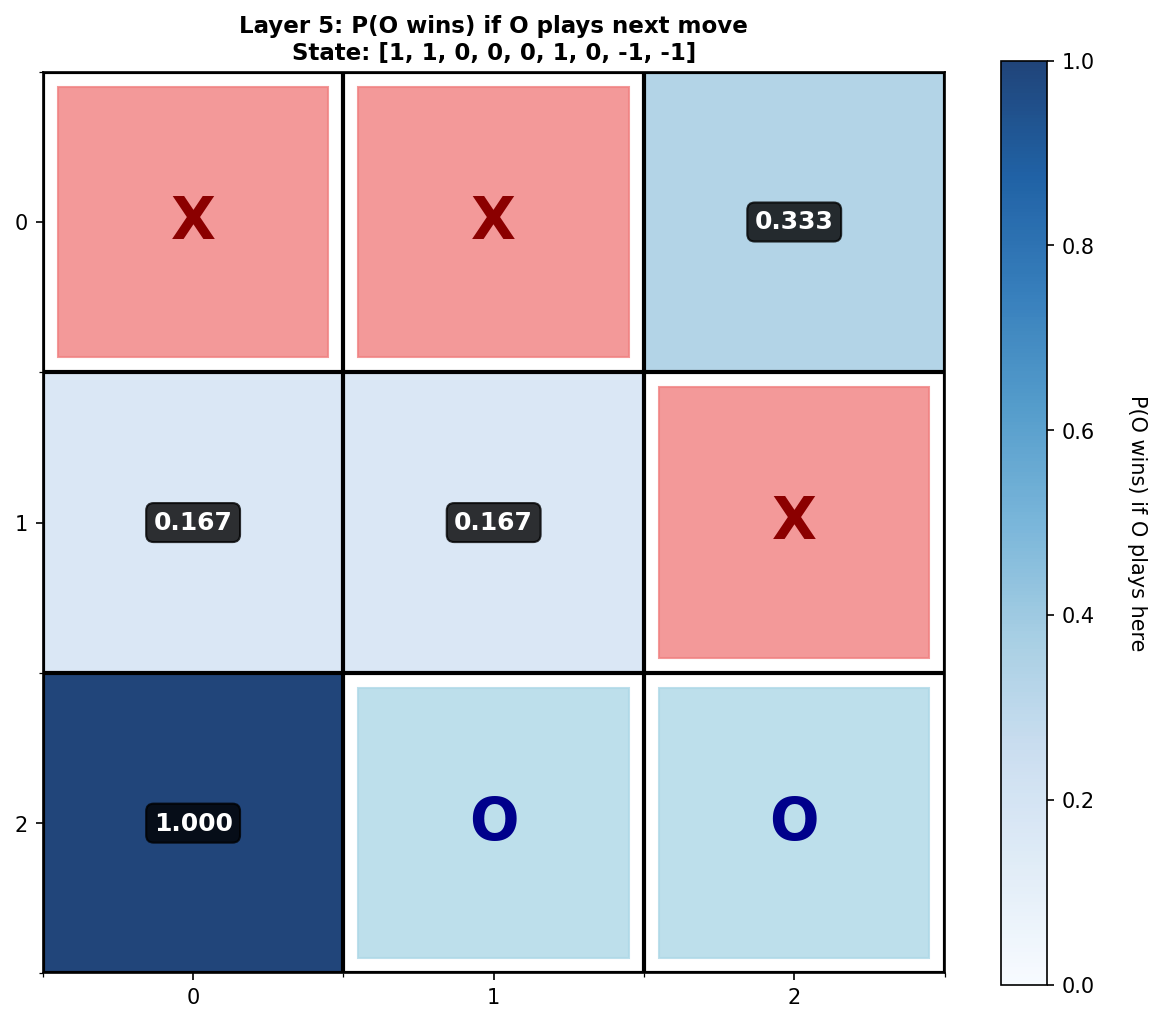 Layer 5: P(O wins) if O plays next move
State: [1, 1, 0, 0, 0, 1, 0, -1, -1]
X
X
0.333
0.167
0.167
X
1.000
O
O
0
1
2
0
1
2
1.0
0.8
0.6
0.4
0.2
0.0
P(O wins) if O plays here